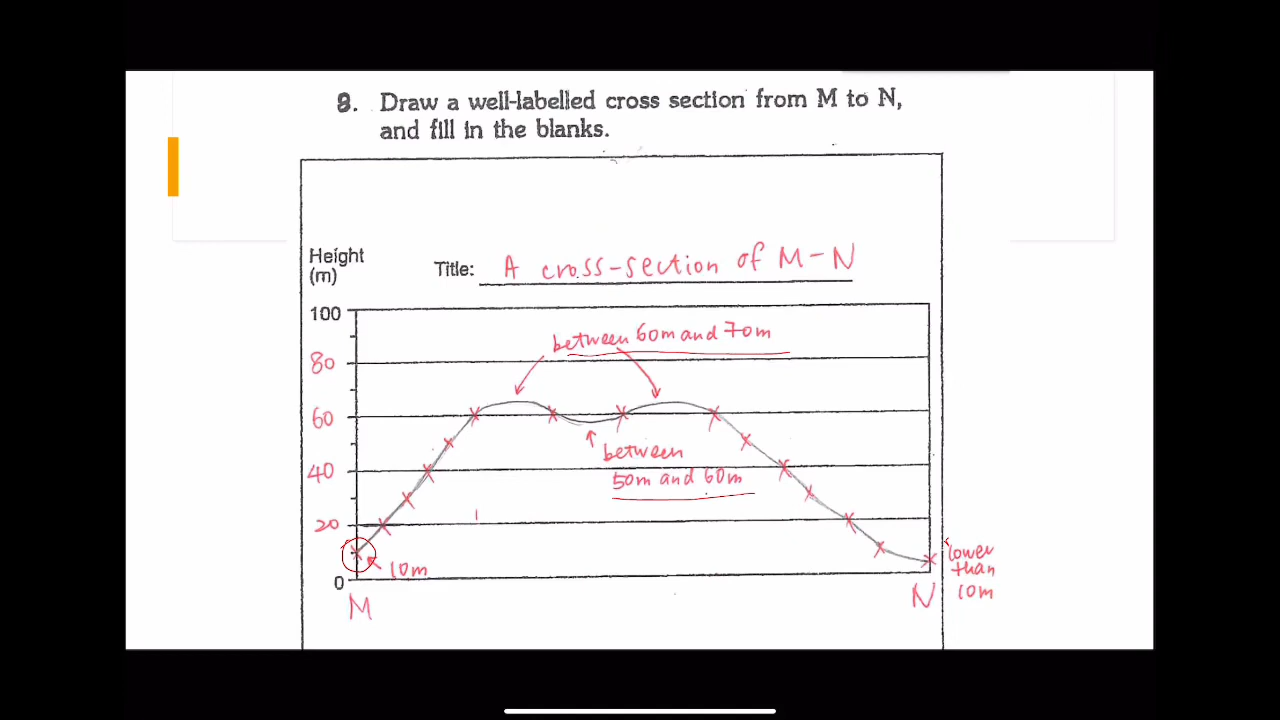 8. Draw a well-labelled cross section from M to N,
and fill in the blanks.
Height
(m)
Title: A cross-section of M-N
100
between 60m and 70m
80
60
between
50m and 60m
40
20
10m
lower
than
10m
0
M
N